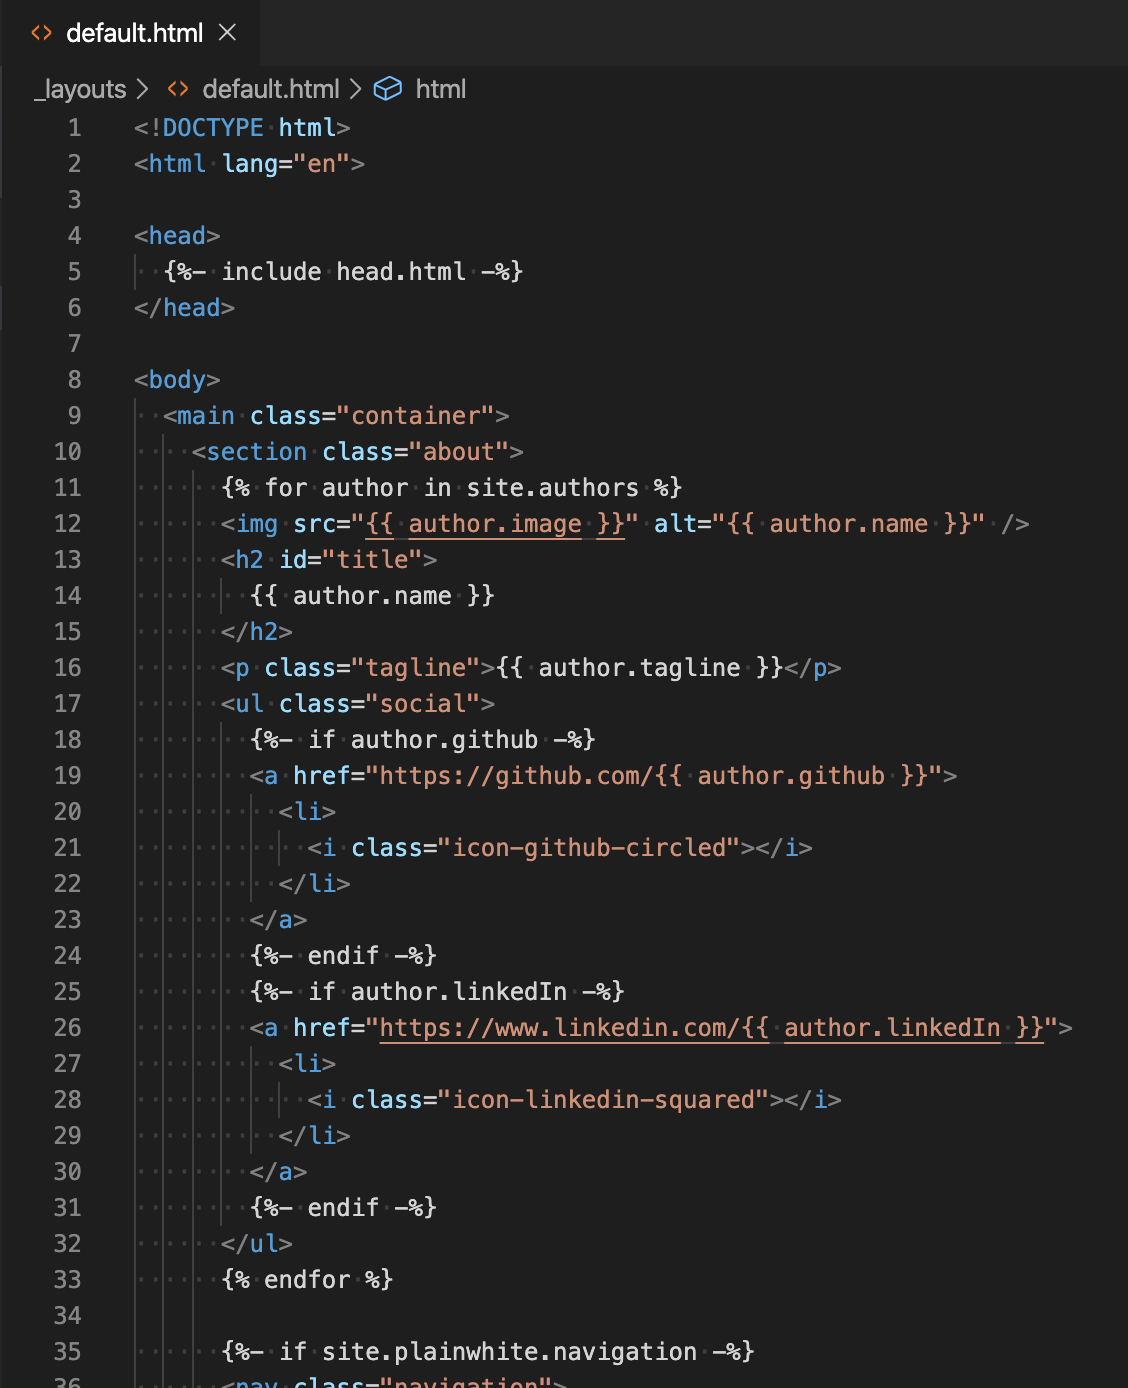 default.html
_layouts > default.html > html
1 <!DOCTYPE html>
2 <html lang="en">
3
4 <head>
5   {%- include head.html -%}
6 </head>
7
8 <body>
9   <main class="container">
10     <section class="about">
11       {% for author in site.authors %}
12       <img src="{{ author.image }}" alt="{{ author.name }}" />
13       <h2 id="title">
14         {{ author.name }}
15       </h2>
16       <p class="tagline">{{ author.tagline }}</p>
17       <ul class="social">
18         {%- if author.github -%}
19         <a href="https://github.com/{{ author.github }}">
20           <li>
21             <i class="icon-github-circled"></i>
22           </li>
23         </a>
24         {%- endif -%}
25         {%- if author.linkedIn -%}
26         <a href="https://www.linkedin.com/{{ author.linkedIn }}">
27           <li>
28             <i class="icon-linkedin-squared"></i>
29           </li>
30         </a>
31         {%- endif -%}
32       </ul>
33       {% endfor %}
34
35       {%- if site.plainwhite.navigation -%}
36       <nav class="navigation">